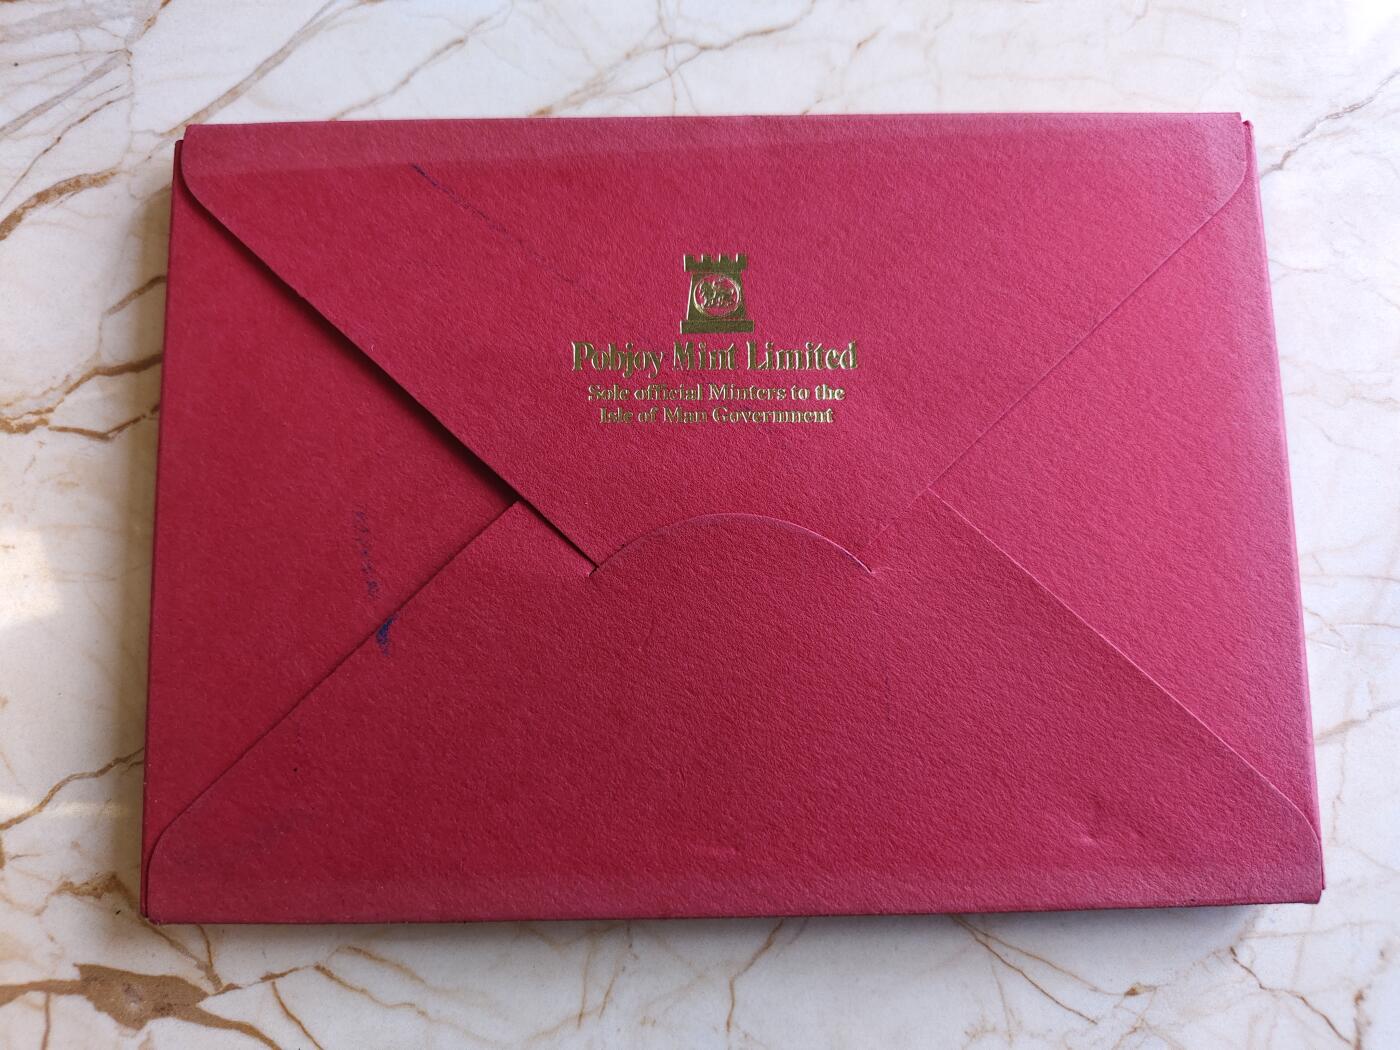 Pobjoy Mint Limited
Sole official Minters to the
Isle of Man Government